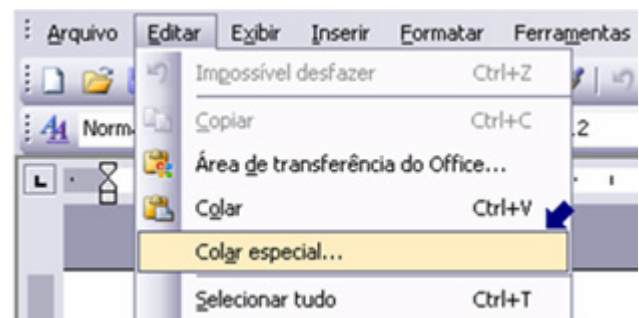 Arquivo Editar Exibir Inserir Formatar Ferramentas
Impossível desfazer Ctrl+Z
Copiar Ctrl+C
Norm 2
Área de transferência do Office...
L
Colar Ctrl+V
Colar especial...
Selecionar tudo Ctrl+T